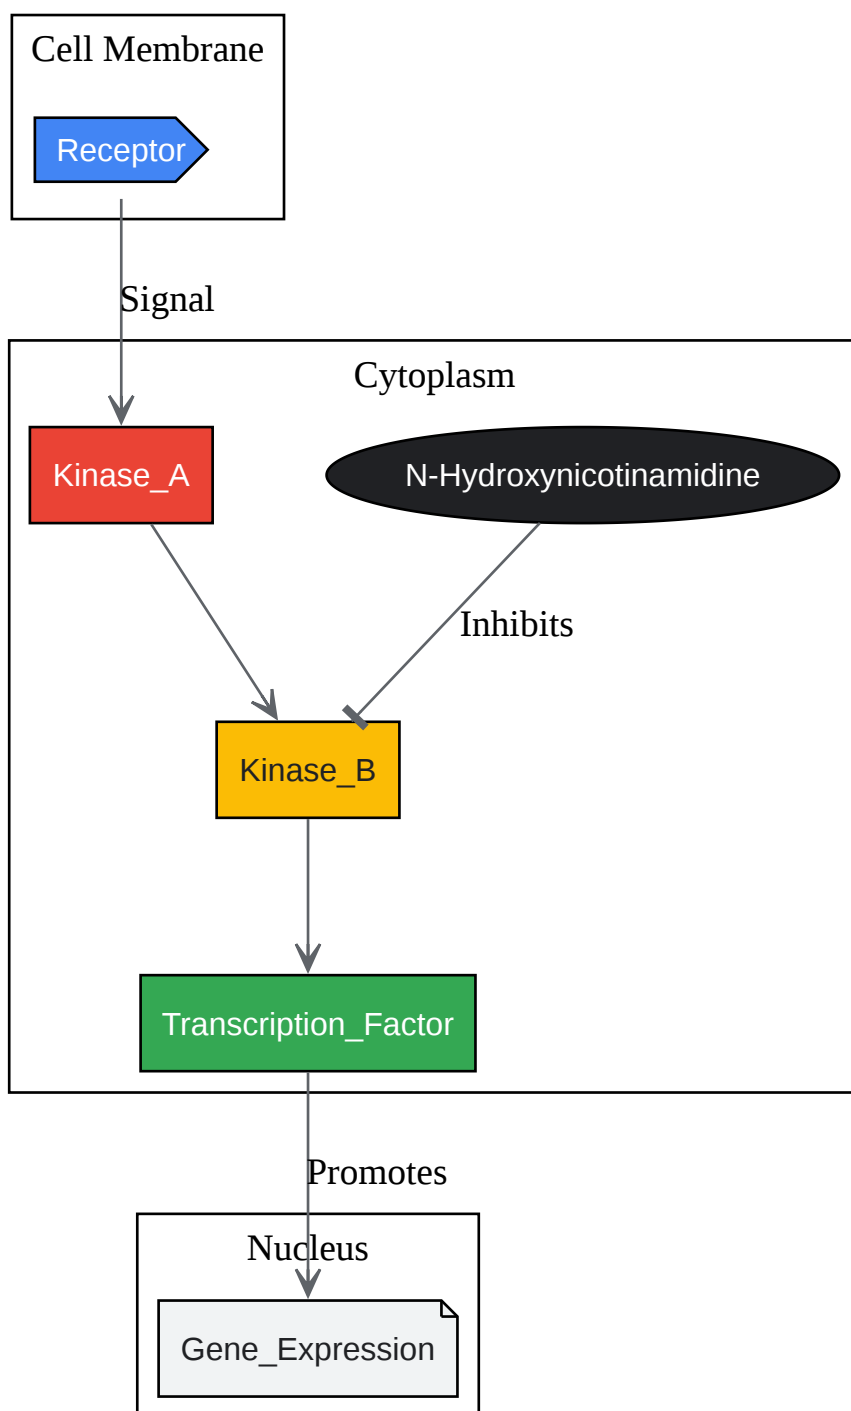 Cell Membrane
Receptor
Signal
Cytoplasm
Kinase_A
N-Hydroxynicotinamidine
Inhibits
Kinase_B
Transcription_Factor
Promotes
Nucleus
Gene_Expression